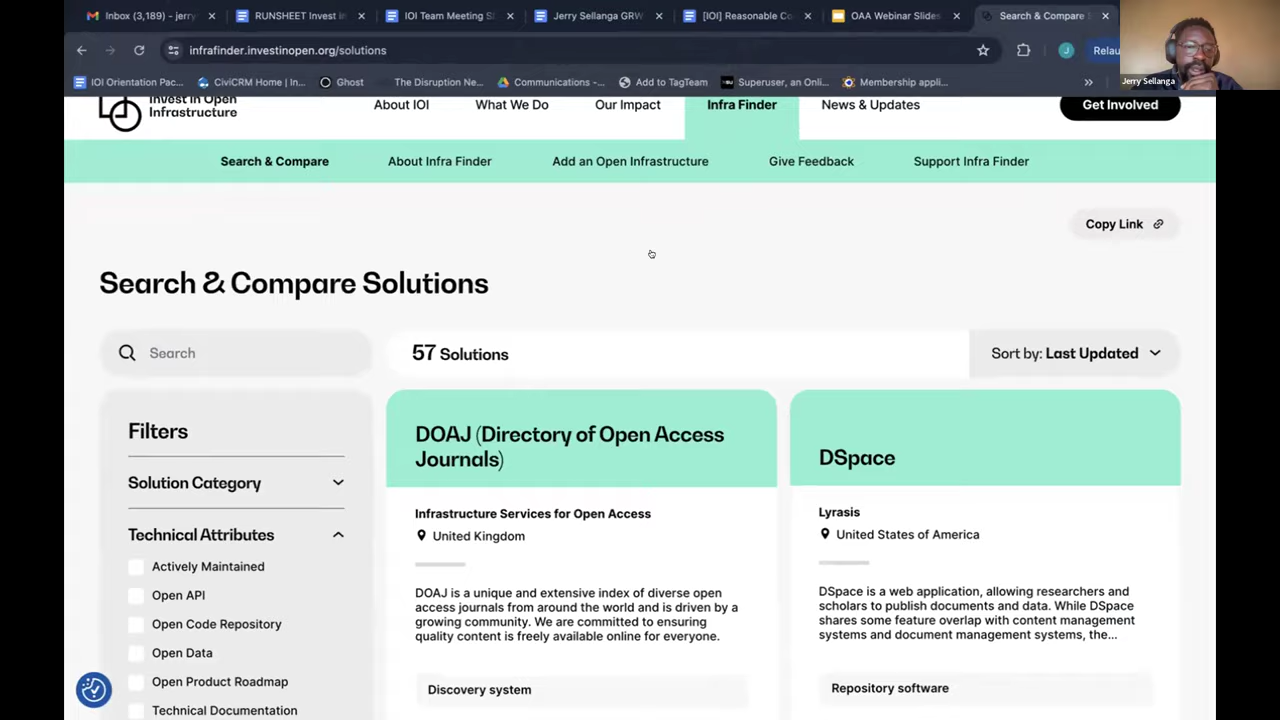 Inbox (3,189) - jerry
RUNSHEET Invest in
IOI Team Meeting S
Jerry Sellanga GRW
[IOI] Reasonable Co
OAA Webinar Slides
Search & Compare S
infrafinder.investinopen.org/solutions
J
Relau
Jerry Sellanga
IOI Orientation Pac...
CiviCRM Home | In...
Ghost
The Disruption Ne...
Communications -...
Add to TagTeam
Superuser, an Onli...
Membership appli...
Invest in Open
Infrastructure
About IOI
What We Do
Our Impact
Infra Finder
News & Updates
Get Involved
Search & Compare
About Infra Finder
Add an Open Infrastructure
Give Feedback
Support Infra Finder
Copy Link
Search & Compare Solutions
Search
57 Solutions
Sort by: Last Updated
Filters
Solution Category
Technical Attributes
Actively Maintained
Open API
Open Code Repository
Open Data
Open Product Roadmap
Technical Documentation
DOAJ (Directory of Open Access
Journals)
Infrastructure Services for Open Access
United Kingdom
DOAJ is a unique and extensive index of diverse open
access journals from around the world and is driven by a
growing community. We are committed to ensuring
quality content is freely available online for everyone.
Discovery system
DSpace
Lyrasis
United States of America
DSpace is a web application, allowing researchers and
scholars to publish documents and data. While DSpace
shares some feature overlap with content management
systems and document management systems, the...
Repository software